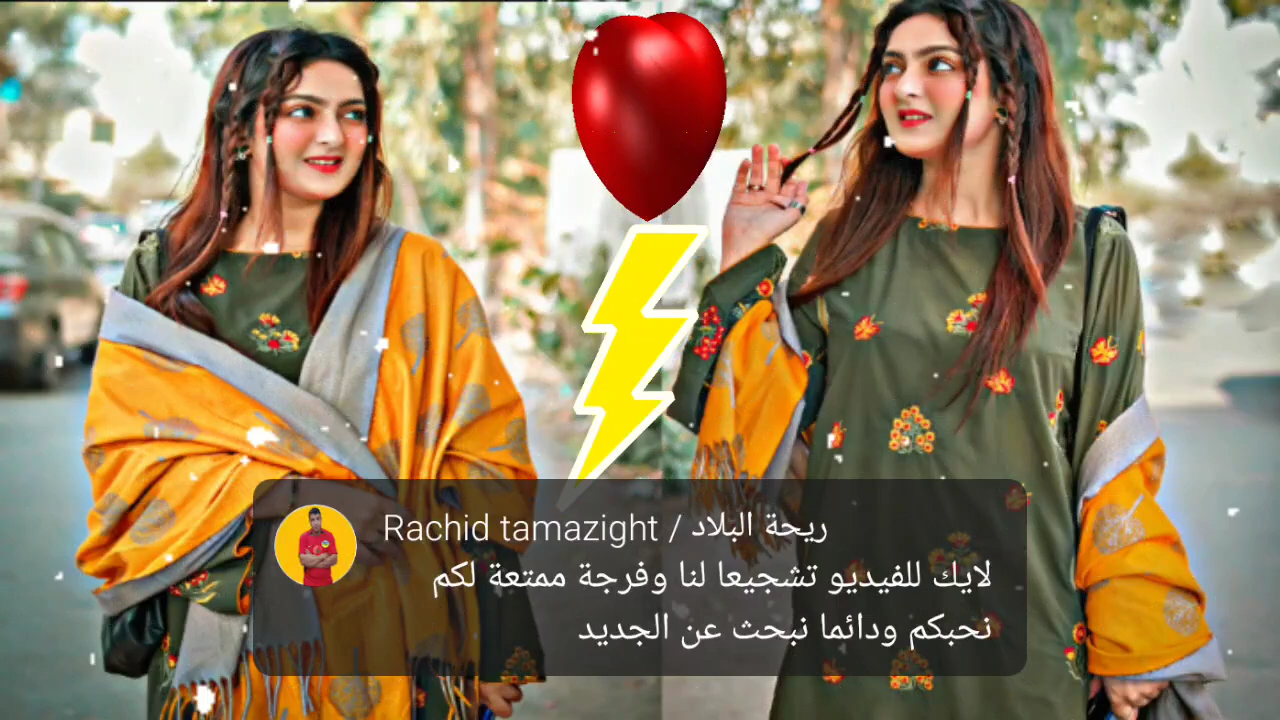 Rachid tamazight / ريحة البلاد
لايك للفيديو تشجيعا لنا وفرجة ممتعة لكم
نحبكم ودائما نبحث عن الجديد